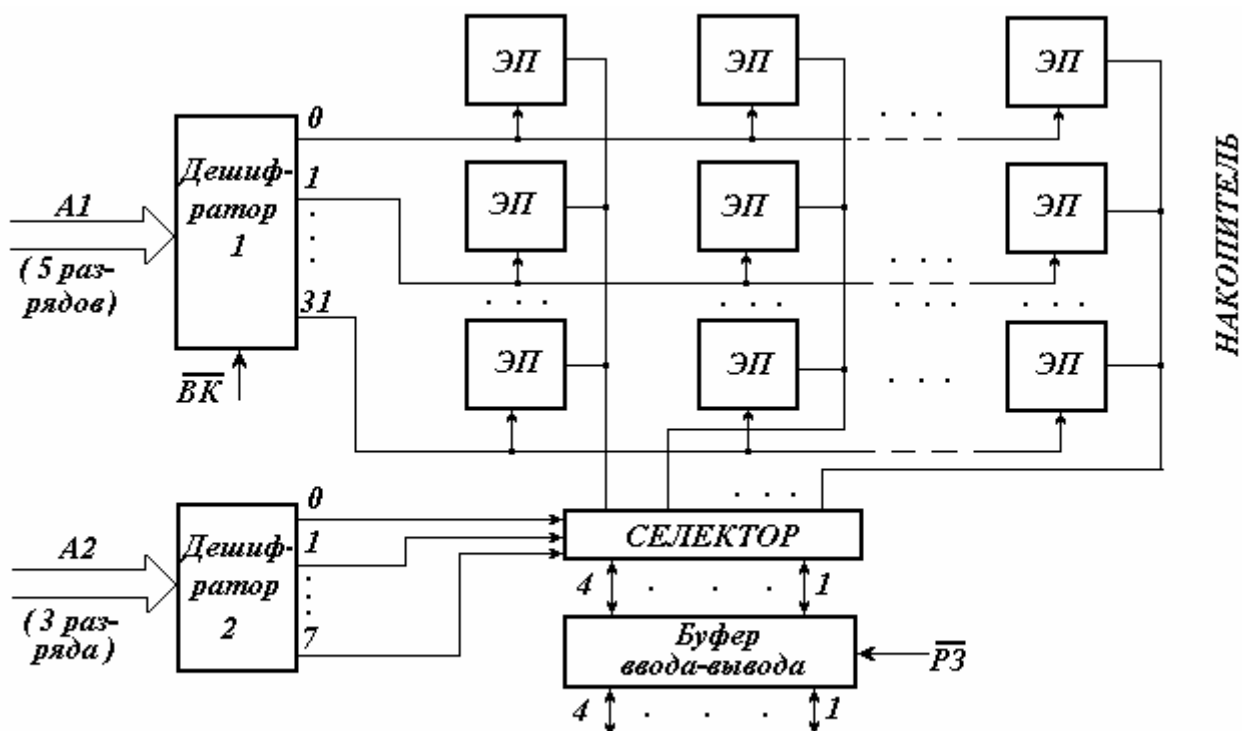 ЭП ЭП ЭП
0
Дешиф-
ратор
1
1
31
А1
( 5 раз-
рядов)
ВК
ЭП ЭП ЭП
ЭП ЭП ЭП
НАКОПИТЕЛЬ
0
Дешиф-
ратор
2
1
7
А2
( 3 раз-
ряда )
СЕЛЕКТОР
4 1
Буфер
ввода-вывода
РЗ
4 1